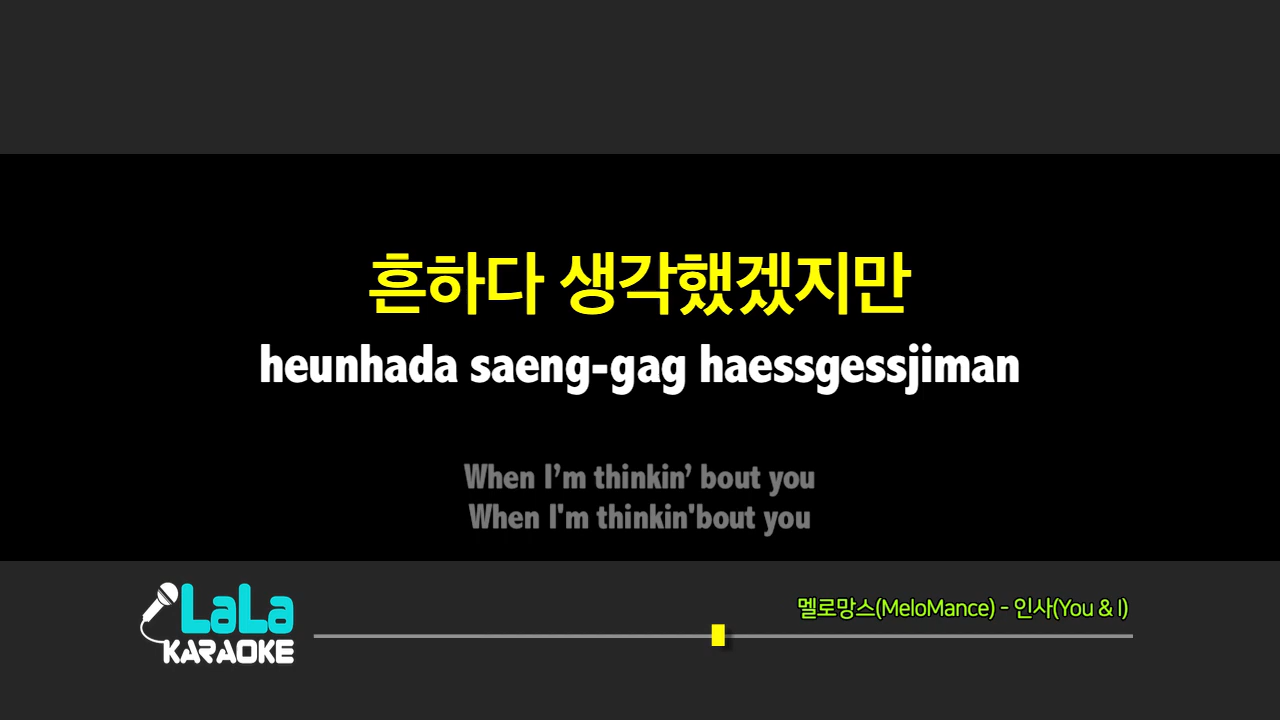 흔하다 생각했겠지만
heunhada saeng-gag haessgessjiman
When I’m thinkin’ bout you
When I'm thinkin'bout you
LaLa
KARAOKE
멜로망스(MeloMance) - 인사(You & I)